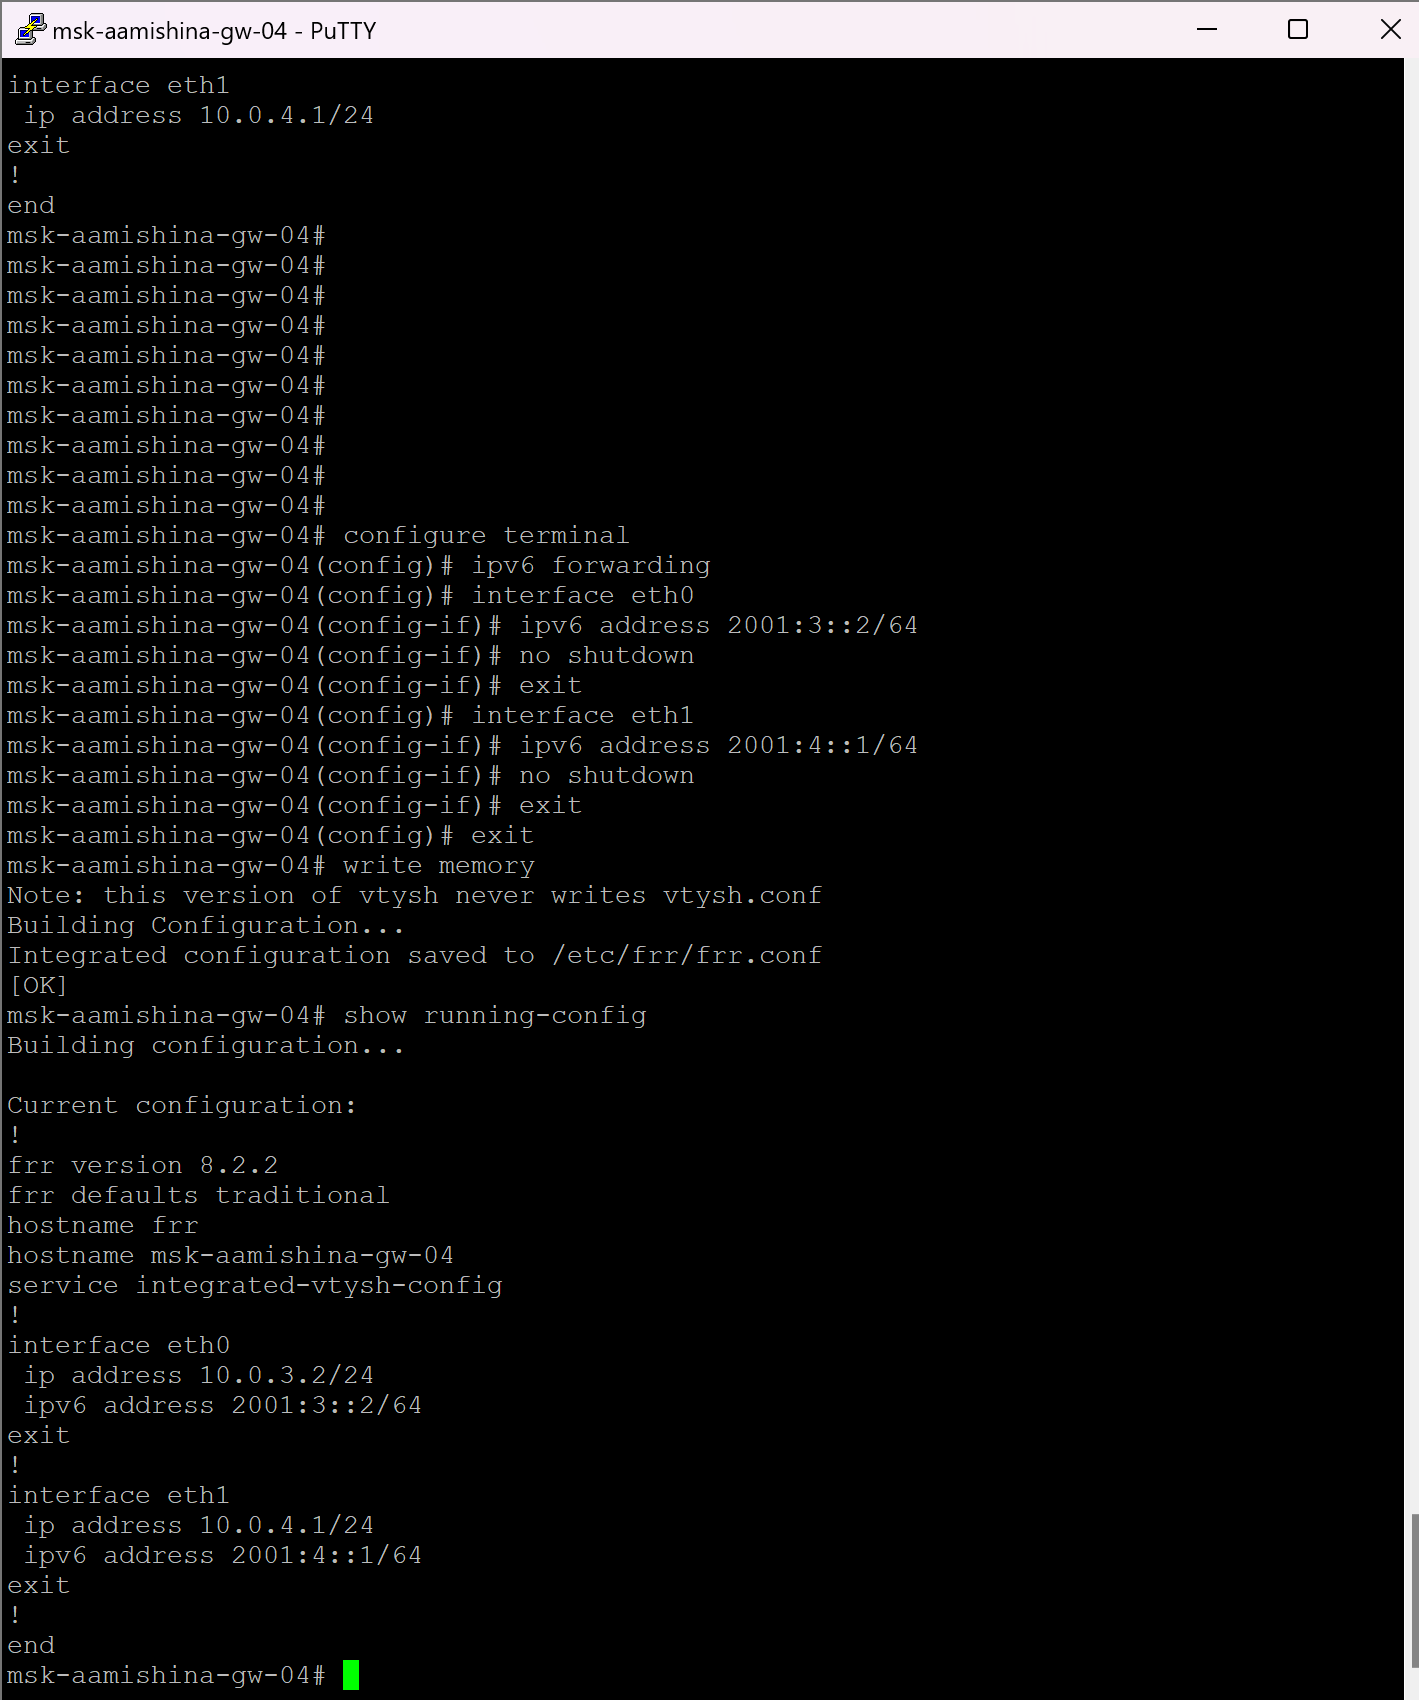 msk-aamishina-gw-04 - PuTTY
interface eth1
 ip address 10.0.4.1/24
exit
!
end
msk-aamishina-gw-04#
msk-aamishina-gw-04#
msk-aamishina-gw-04#
msk-aamishina-gw-04#
msk-aamishina-gw-04#
msk-aamishina-gw-04#
msk-aamishina-gw-04#
msk-aamishina-gw-04#
msk-aamishina-gw-04#
msk-aamishina-gw-04#
msk-aamishina-gw-04# configure terminal
msk-aamishina-gw-04(config)# ipv6 forwarding
msk-aamishina-gw-04(config)# interface eth0
msk-aamishina-gw-04(config-if)# ipv6 address 2001:3::2/64
msk-aamishina-gw-04(config-if)# no shutdown
msk-aamishina-gw-04(config-if)# exit
msk-aamishina-gw-04(config)# interface eth1
msk-aamishina-gw-04(config-if)# ipv6 address 2001:4::1/64
msk-aamishina-gw-04(config-if)# no shutdown
msk-aamishina-gw-04(config-if)# exit
msk-aamishina-gw-04(config)# exit
msk-aamishina-gw-04# write memory
Note: this version of vtysh never writes vtysh.conf
Building Configuration...
Integrated configuration saved to /etc/frr/frr.conf
[OK]
msk-aamishina-gw-04# show running-config
Building configuration...

Current configuration:
!
frr version 8.2.2
frr defaults traditional
hostname frr
hostname msk-aamishina-gw-04
service integrated-vtysh-config
!
interface eth0
 ip address 10.0.3.2/24
 ipv6 address 2001:3::2/64
exit
!
interface eth1
 ip address 10.0.4.1/24
 ipv6 address 2001:4::1/64
exit
!
end
msk-aamishina-gw-04#